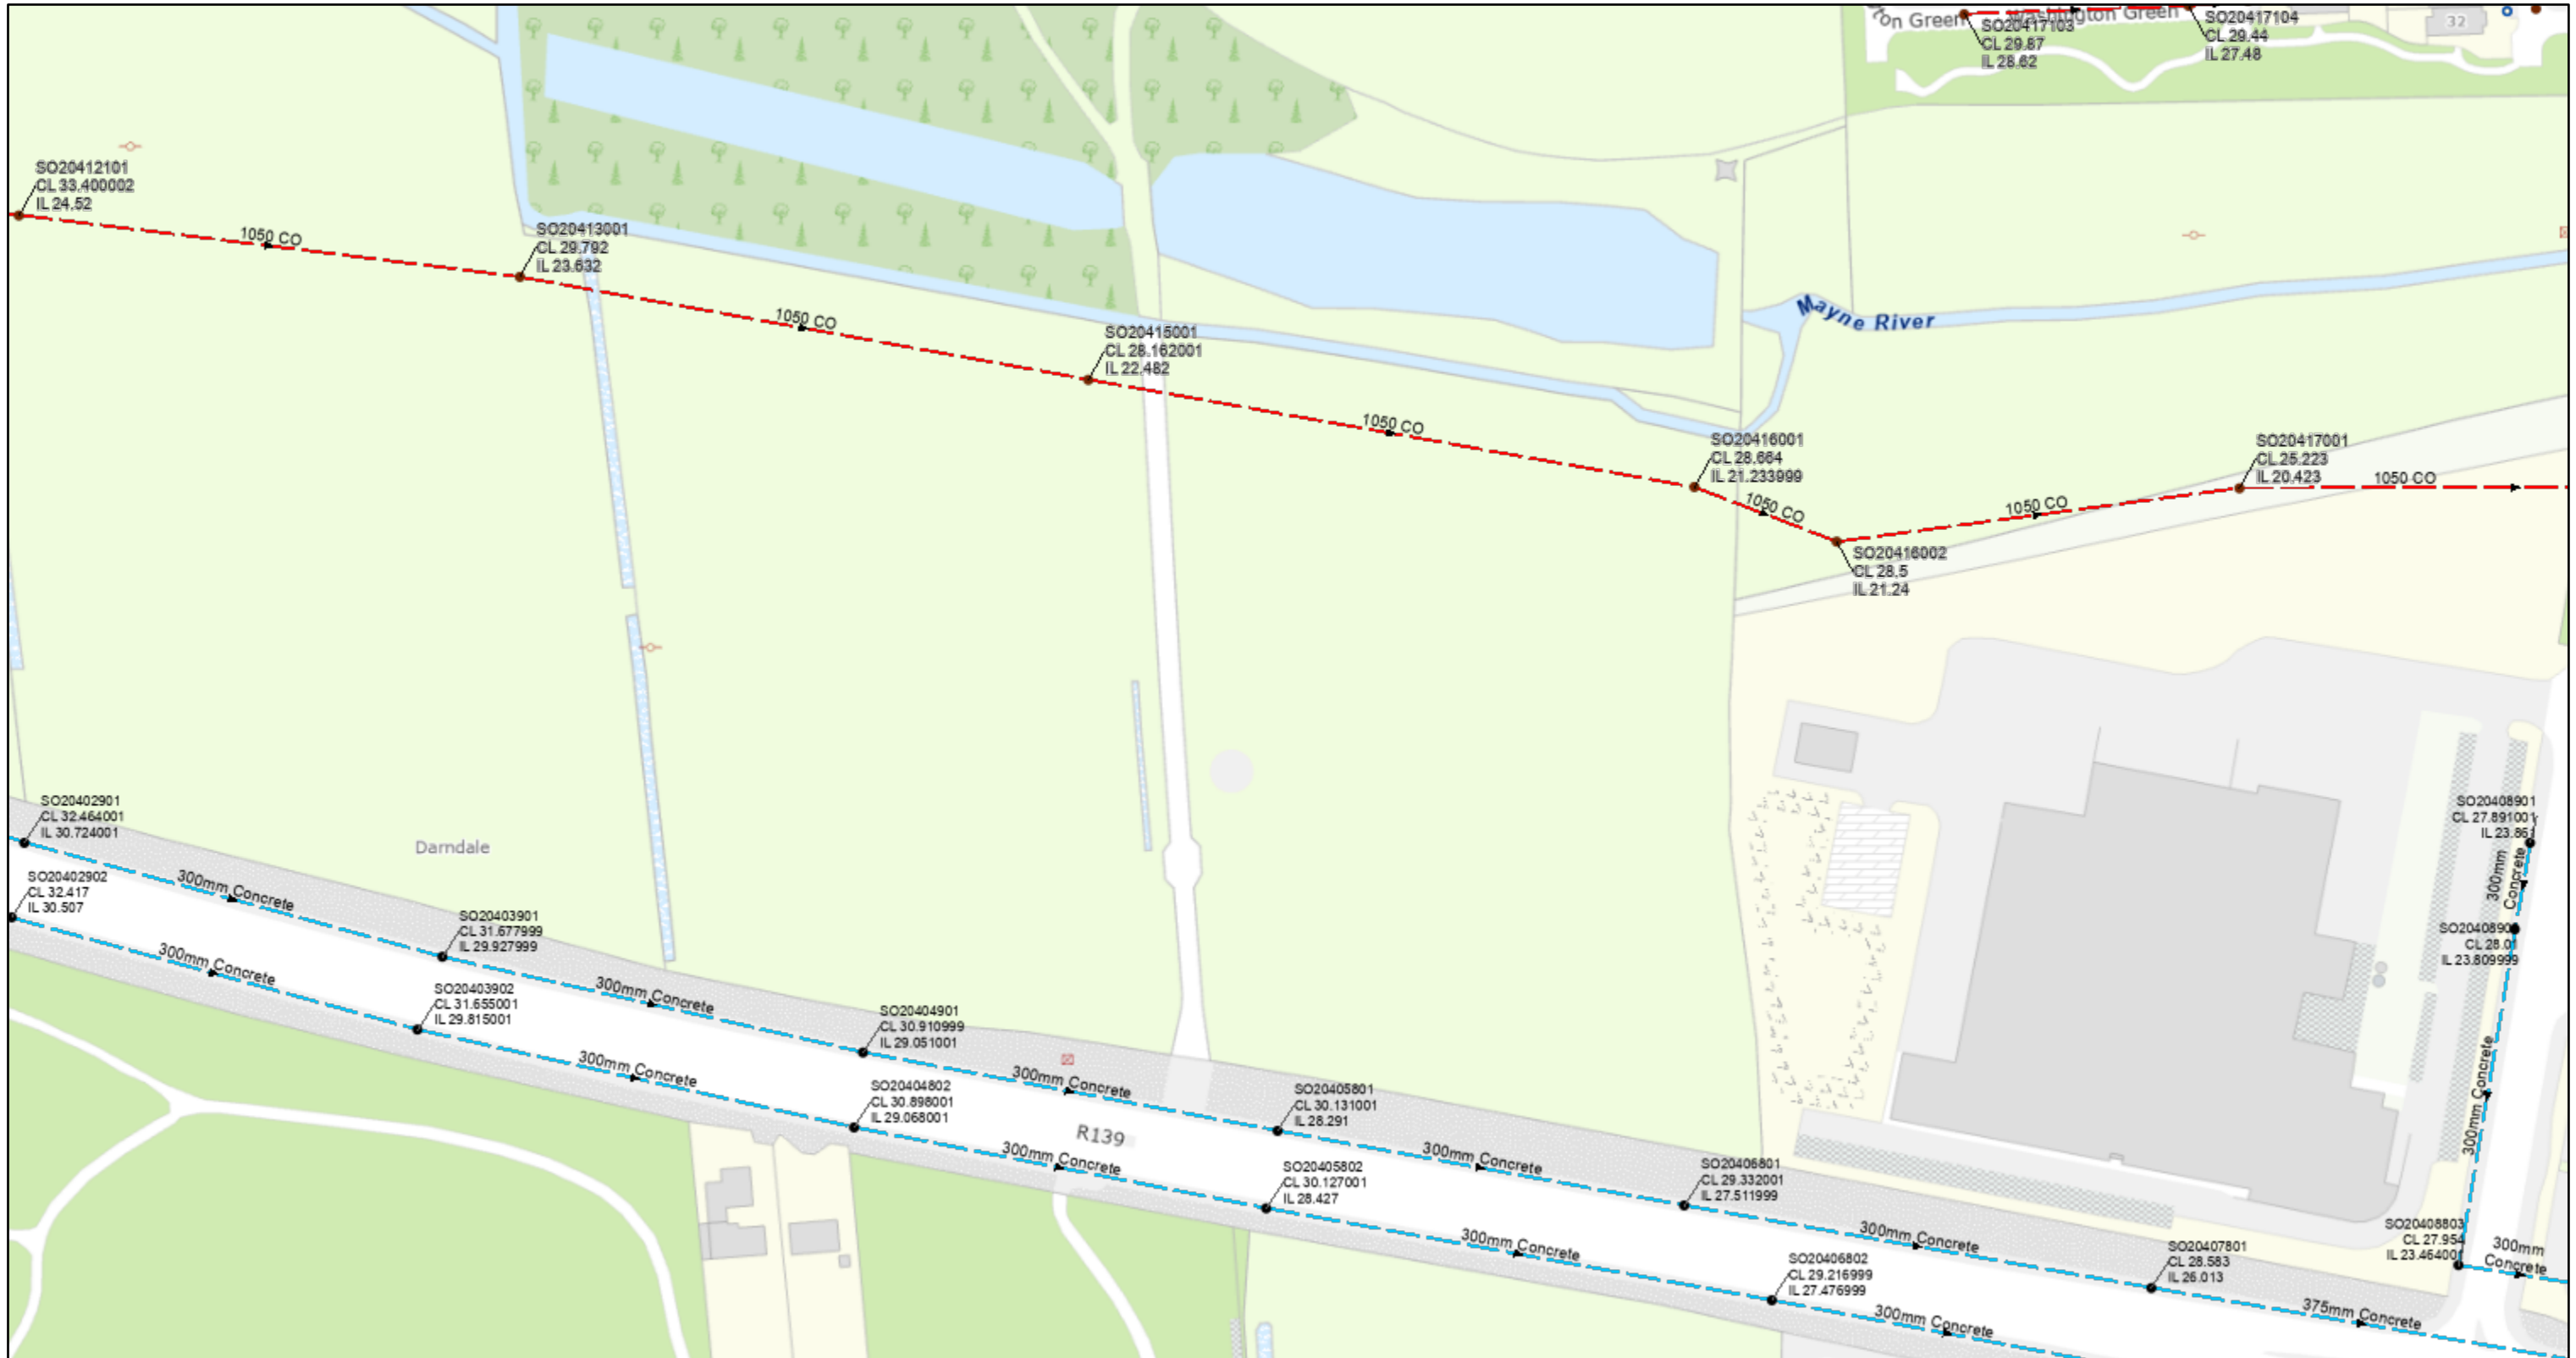 ton Green
Washington Green
SO20417103
CL 29.87
IL 28.62
SO20417104
CL 29.44
IL 27.48
32
SO20412101
CL 33.400002
IL 24.52
1050 CO
SO20413001
CL 29.792
IL 23.632
1050 CO
SO20415001
CL 28.162001
IL 22.482
Mayne River
1050 CO
SO20416001
CL 28.664
IL 21.233999
1050 CO
SO20416002
CL 28.5
IL 21.24
1050 CO
SO20417001
CL 25.223
IL 20.423
1050 CO
SO20402901
CL 32.464001
IL 30.724001
Darndale
SO20402902
CL 32.417
IL 30.507
300mm Concrete
SO20403901
CL 31.677999
IL 29.927999
300mm Concrete
SO20403902
CL 31.655001
IL 29.815001
300mm Concrete
SO20404901
CL 30.910999
IL 29.051001
300mm Concrete
SO20404802
CL 30.898001
IL 29.068001
300mm Concrete
SO20405801
CL 30.131001
IL 28.291
R139
300mm Concrete
SO20405802
CL 30.127001
IL 28.427
300mm Concrete
SO20406801
CL 29.332001
IL 27.511999
300mm Concrete
SO20406802
CL 29.216999
IL 27.476999
300mm Concrete
SO20407801
CL 28.583
IL 26.013
300mm Concrete
375mm Concrete
SO20408901
CL 27.891001
IL 23.861
300mm
Concrete
CL 28.01
IL 23.809999
300mm Concrete
SO20408803
CL 27.954
IL 23.464001
300mm
Concrete